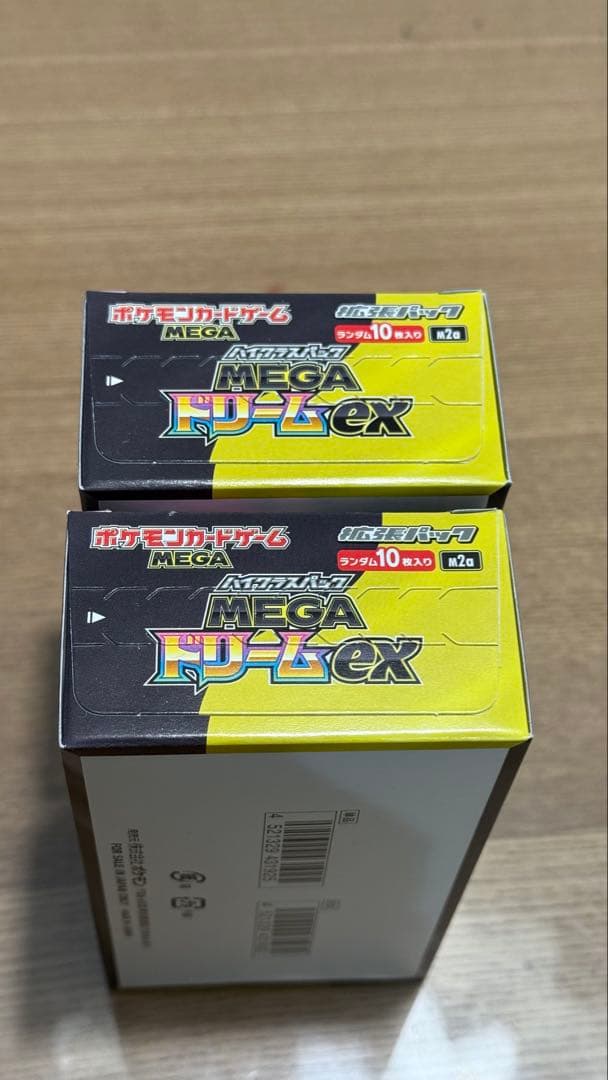 ポケモンカードゲーム
MEGA
拡張パック
ランダム10枚入り
M2a
ハイクラスパック
MEGA
ドリームex
ポケモンカードゲーム
MEGA
拡張パック
ランダム10枚入り
M2a
ハイクラスパック
MEGA
ドリームex
4 521329 431925
FOR SALE IN JAPAN ONLY